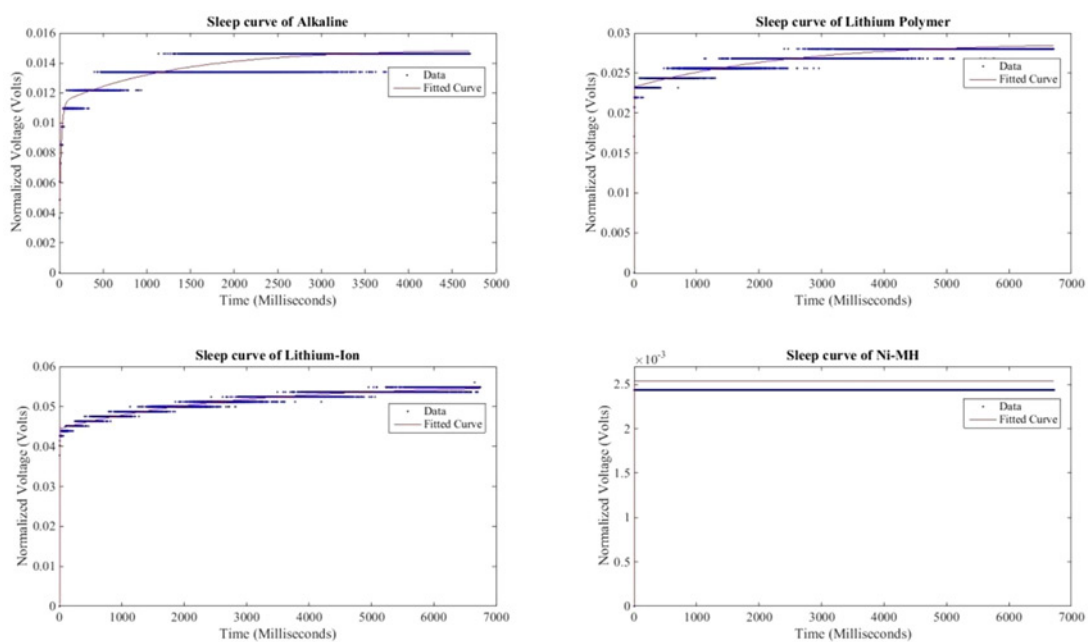 Sleep curve of Alkaline
0.016
0.014
0.012
0.01
0.008
0.006
0.004
0.002
0
Normalized Voltage (Volts)
Data
Fitted Curve
0 500 1000 1500 2000 2500 3000 3500 4000 4500 5000
Time (Milliseconds)
Sleep curve of Lithium Polymer
0.03
0.025
0.02
0.015
0.01
0.005
0
Normalized Voltage (Volts)
Data
Fitted Curve
0 1000 2000 3000 4000 5000 6000 7000
Time (Milliseconds)
Sleep curve of Lithium-Ion
0.06
0.05
0.04
0.03
0.02
0.01
0
Normalized Voltage (Volts)
Data
Fitted Curve
0 1000 2000 3000 4000 5000 6000 7000
Time (Milliseconds)
Sleep curve of Ni-MH
×10-3
2.5
2
1.5
1
0.5
0
Normalized Voltage (Volts)
Data
Fitted Curve
0 1000 2000 3000 4000 5000 6000 7000
Time (Milliseconds)